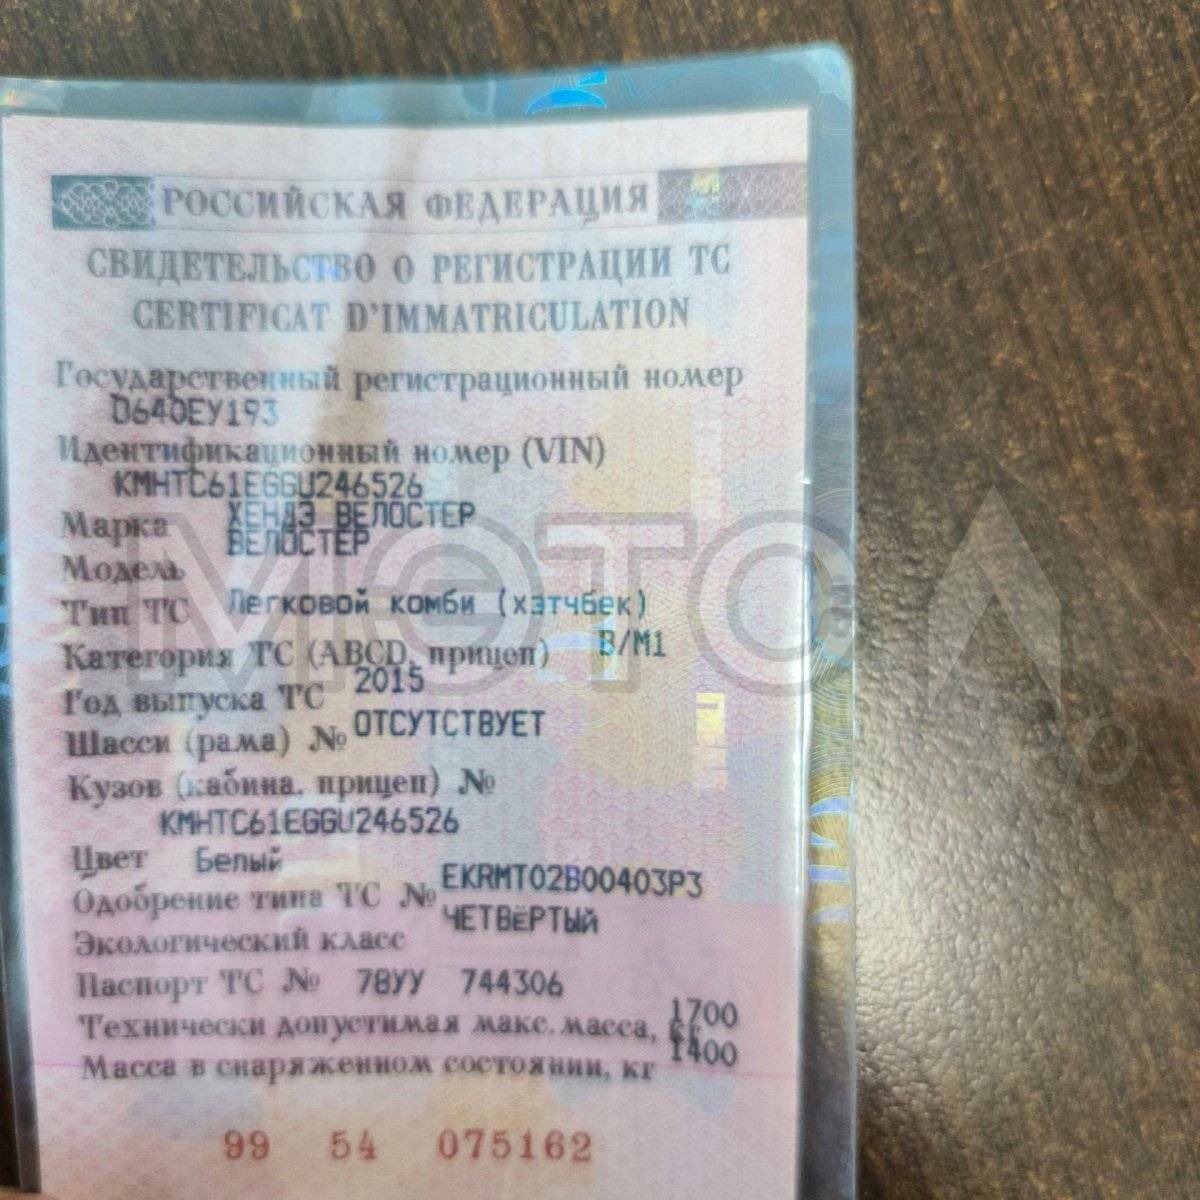 РОССИЙСКАЯ ФЕДЕРАЦИЯ
СВИДЕТЕЛЬСТВО О РЕГИСТРАЦИИ ТС
CERTIFICAT D'IMMATRICULATION
Государственный регистрационный номер
О640ЕУ193
Идентификационный номер (VIN)
KMHTC61EGGU246526
Марка ХЕНДЭ ВЕЛОСТЕР
Модель ВЕЛОСТЕР
Тип ТС Легковой комби (хэтчбек)
Категория ТС (ABCD, прицеп) B/M1
Год выпуска ТС 2015
Шасси (рама) № ОТСУТСТВУЕТ
Кузов (кабина, прицеп) №
KMHTC61EGGU246526
Цвет Белый
Одобрение типа ТС № EKRMT02B00403P3
Экологический класс ЧЕТВЁРТЫЙ
Паспорт ТС № 78УУ 744306
Технически допустимая макс. масса, кг 1700
Масса в снаряженном состоянии, кг 1400
99 54 075162